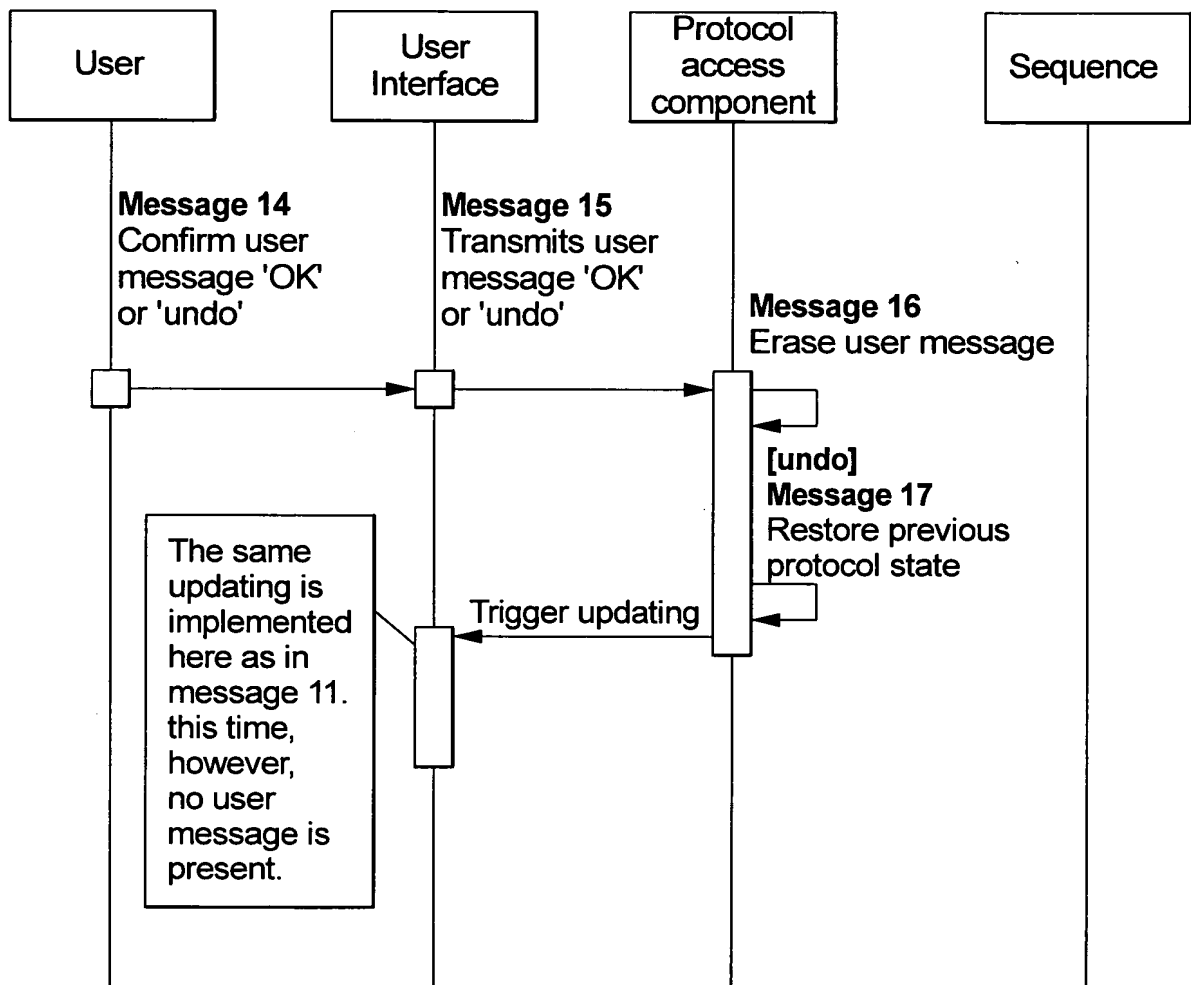 User
User
Interface
Protocol
access
component
Sequence
Message 14
Confirm user
message 'OK'
or 'undo'
Message 15
Transmits user
message 'OK'
or 'undo'
Message 16
Erase user message
[undo]
Message 17
Restore previous
protocol state
The same
updating is
implemented
here as in
message 11.
this time,
however,
no user
message is
present.
Trigger updating